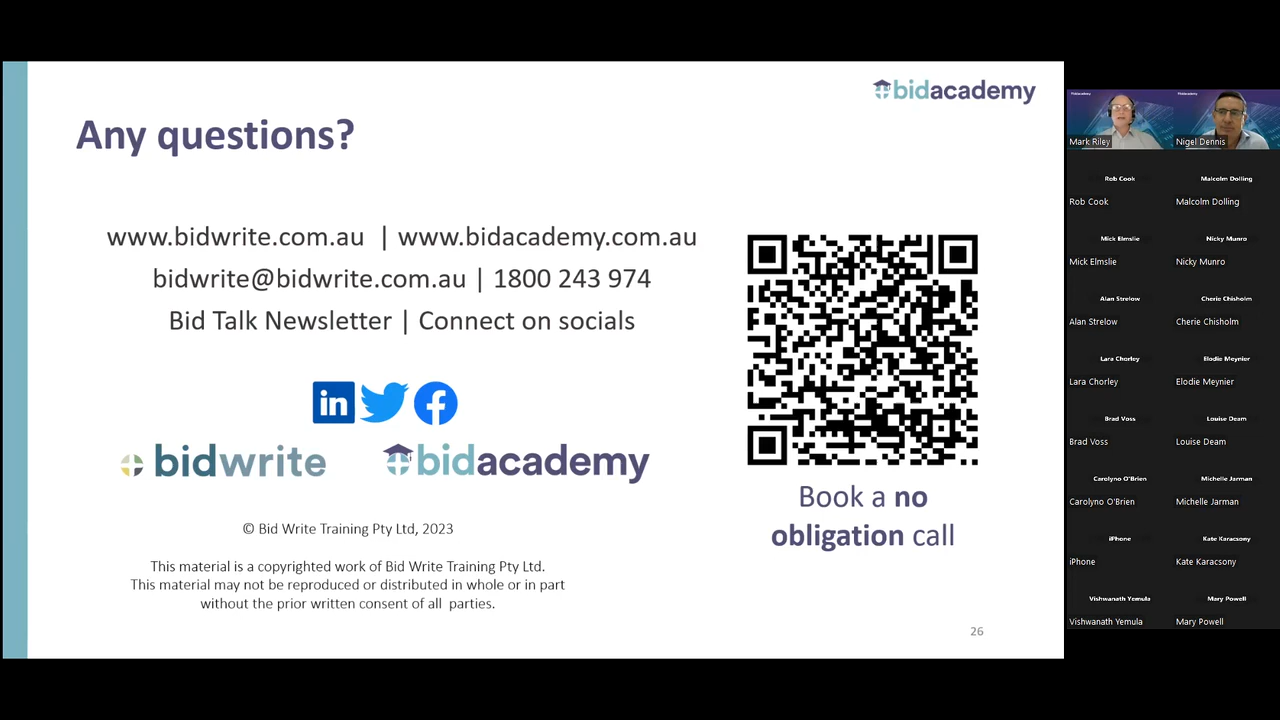 bidacademy
Any questions?
www.bidwrite.com.au | www.bidacademy.com.au
bidwrite@bidwrite.com.au | 1800 243 974
Bid Talk Newsletter | Connect on socials
in
bidwrite bidacademy
© Bid Write Training Pty Ltd, 2023
This material is a copyrighted work of Bid Write Training Pty Ltd.
This material may not be reproduced or distributed in whole or in part
without the prior written consent of all parties.
Book a no
obligation call
26
Mark Riley Nigel Dennis
Rob Cook Malcolm Dolling
Rob Cook Malcolm Dolling
Mick Elmslie Nicky Munro
Mick Elmslie Nicky Munro
Alan Strelow Cherie Chisholm
Alan Strelow Cherie Chisholm
Lara Chorley Elodie Meynier
Lara Chorley Elodie Meynier
Brad Voss Louise Deam
Brad Voss Louise Deam
Carolyno O'Brien Michelle Jarman
Carolyno O'Brien Michelle Jarman
iPhone Kate Karacsony
iPhone Kate Karacsony
Vishwanath Yemula Mary Powell
Vishwanath Yemula Mary Powell